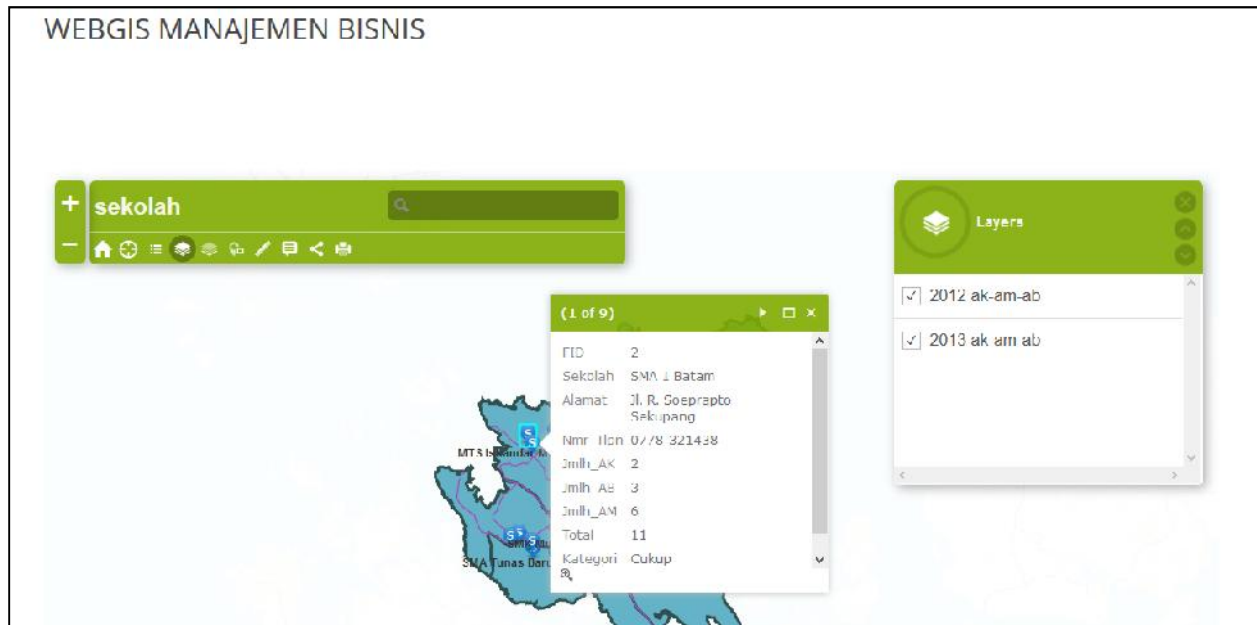 WEBGIS MANAJEMEN BISNIS
+
sekolah
−
Layers
2012 ak-am-ab
2013 ak am ab
(1 of 9)
FID 2
Sekolah SMA 1 Batam
Alamat Jl. R. Soeprapto
Sekupang
Nmr_Tlpn 0778 321438
Jmlh_AK 2
Jmlh_AB 3
Jmlh_AM 6
Total 11
Kategori Cukup
S
S
MTS
S
S
S
SMA Tunas Baru